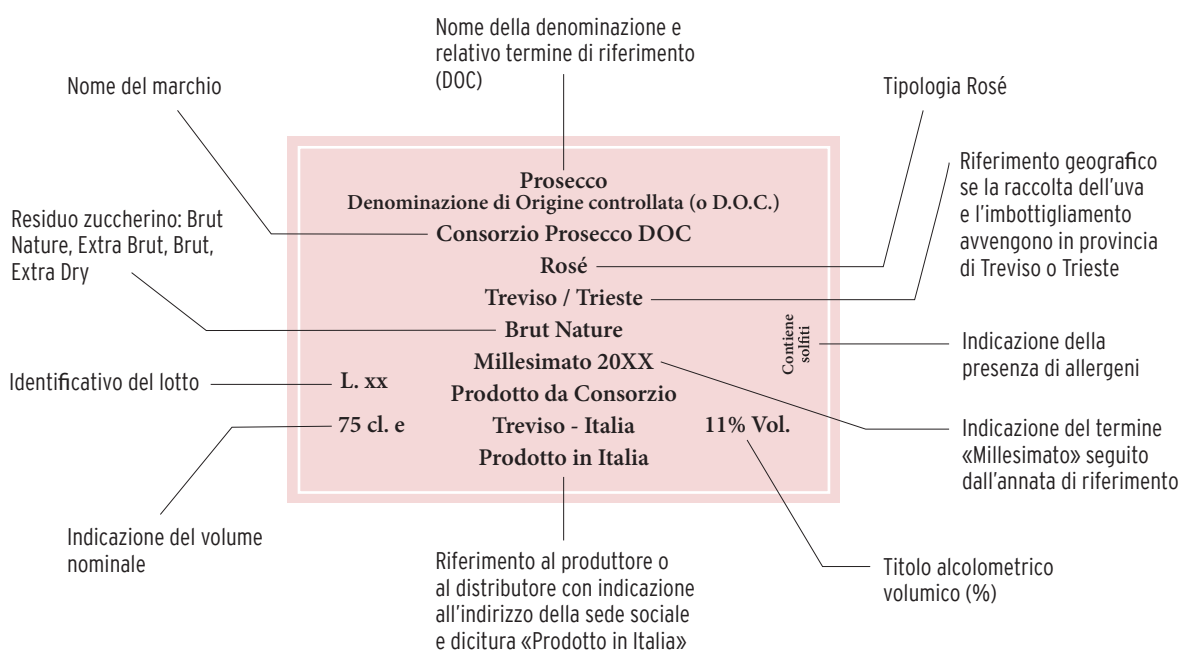 Nome della denominazione e
relativo termine di riferimento
(DOC)
Nome del marchio
Tipologia Rosé
Riferimento geografico
se la raccolta dell'uva
e l'imbottigliamento
avvengono in provincia
di Treviso o Trieste
Residuo zuccherino: Brut
Nature, Extra Brut, Brut,
Extra Dry
Prosecco
Denominazione di Origine controllata (o D.O.C.)
Consorzio Prosecco DOC
Rosé
Treviso / Trieste
Brut Nature
Millesimato 20XX
Prodotto da Consorzio
Treviso - Italia
Prodotto in Italia
L. xx
75 cl. e
11% Vol.
Contiene
solfiti
Identificativo del lotto
Indicazione della
presenza di allergeni
Indicazione del termine
«Millesimato» seguito
dall'annata di riferimento
Indicazione del volume
nominale
Riferimento al produttore o
al distributore con indicazione
all'indirizzo della sede sociale
e dicitura «Prodotto in Italia»
Titolo alcolometrico
volumico (%)